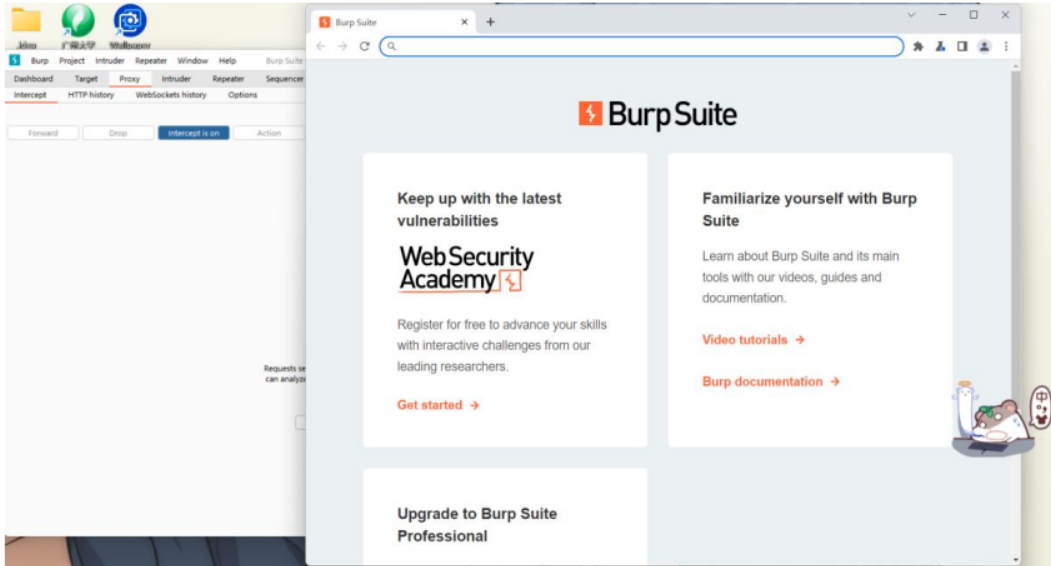 Burp Project Intruder Repeater Window Help Burp Suite
Dashboard Target Proxy Intruder Repeater Sequencer
Intercept HTTP history WebSockets history Options
Forward Drop Intercept is on Action
Requests se
can analyze
Burp Suite
Burp Suite
Keep up with the latest
vulnerabilities
Web Security
Academy
Register for free to advance your skills
with interactive challenges from our
leading researchers.
Get started →
Familiarize yourself with Burp
Suite
Learn about Burp Suite and its main
tools with our videos, guides and
documentation.
Video tutorials →
Burp documentation →
Upgrade to Burp Suite
Professional
中